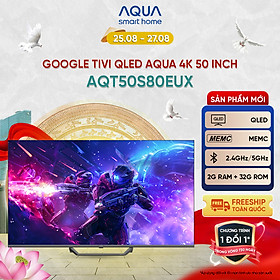 AQUA
smart home
25.08 - 27.08
GOOGLE TIVI QLED AQUA 4K 50 INCH
AQT50S80EUX
SẢN PHẨM MỚI
QLED
QLED
MEMC
MEMC
2.4GHz/5GHz
2G RAM + 32G ROM
FREESHIP
TOÀN QUỐC
CHƯƠNG TRÌNH
1 ĐỔI 1*